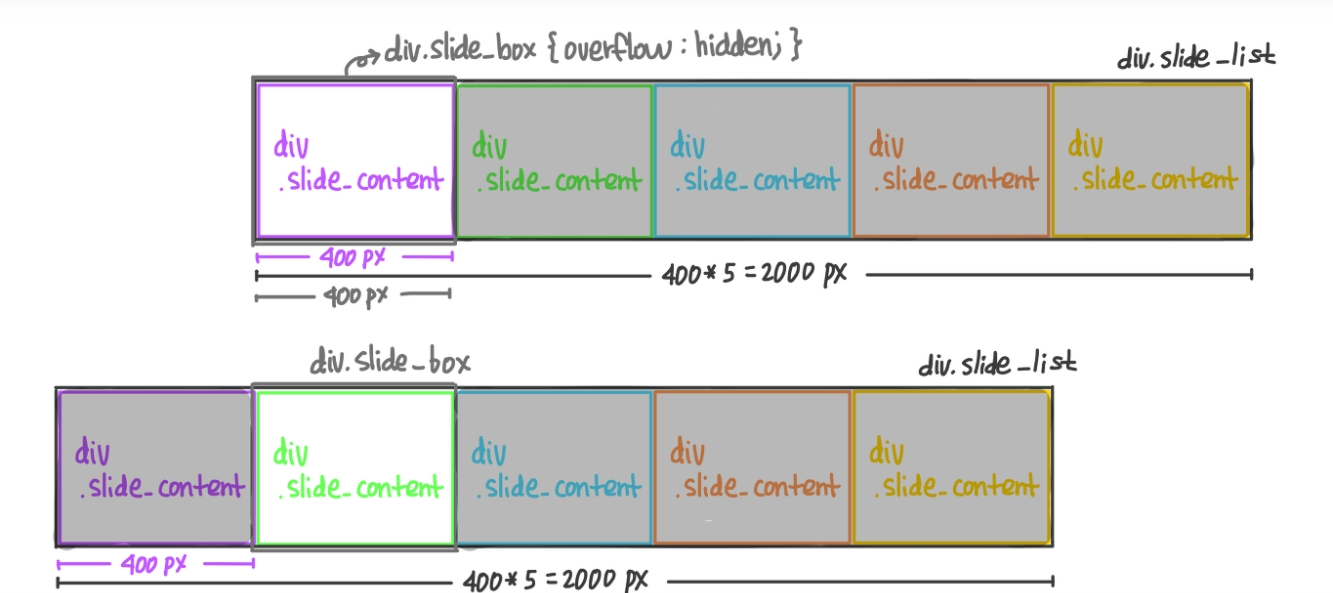 div.slide_box {overflow : hidden; }
div.slide_list
div
.slide_content
div
.slide_content
div
.slide_content
div
.slide_content
div
.slide_content
400 px
400 * 5 = 2000 px
400 px
div.slide_box
div.slide_list
div
.slide_content
div
.slide_content
div
.slide_content
div
.slide_content
div
.slide_content
400 px
400 * 5 = 2000 px